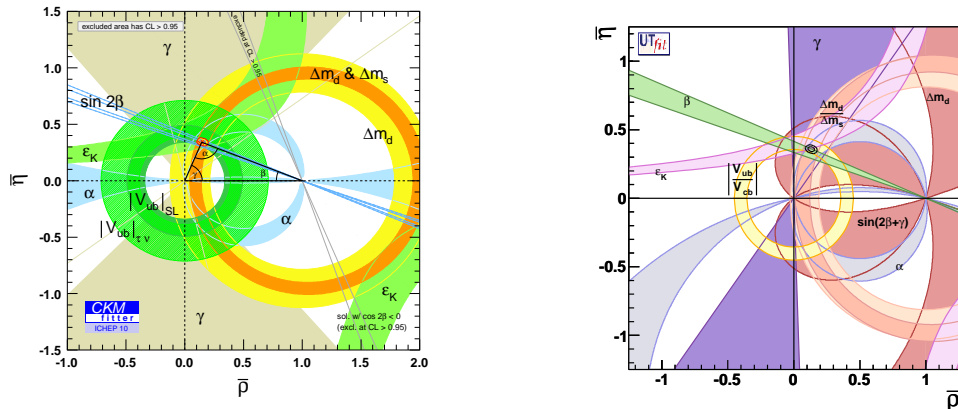 excluded area has CL > 0.95
excluded at CL > 0.95
γ
Δm_d & Δm_s
sin 2β
Δm_d
ε_K
α
α
γ
β
α
|V_ub|_SL
|V_ub|_τν
ε_K
CKM
fitter
ICHEP 10
γ
sol. w/ cos 2β < 0
(excl. at CL > 0.95)
1.5
1.0
0.5
0.0
-0.5
-1.0
-1.5
η̄
-1.0
-0.5
0.0
0.5
1.0
1.5
2.0
ρ̄
η̄
UTfit
γ
β
Δm_d
Δm_s
Δm_d
ε_K
|V_ub|
|V_cb|
sin(2β+γ)
α
1
0.5
0
-0.5
-1
-1
-0.5
0
0.5
1
ρ̄